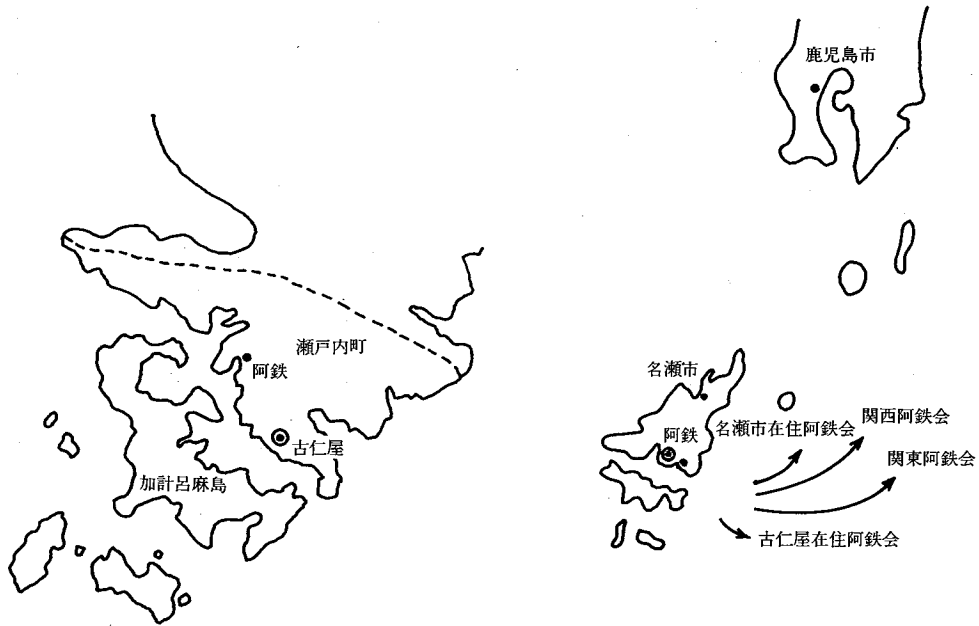 瀬戸内町
阿鉄
古仁屋
加計呂麻島
鹿児島市
名瀬市
阿鉄
名瀬市在住阿鉄会
関西阿鉄会
関東阿鉄会
古仁屋在住阿鉄会